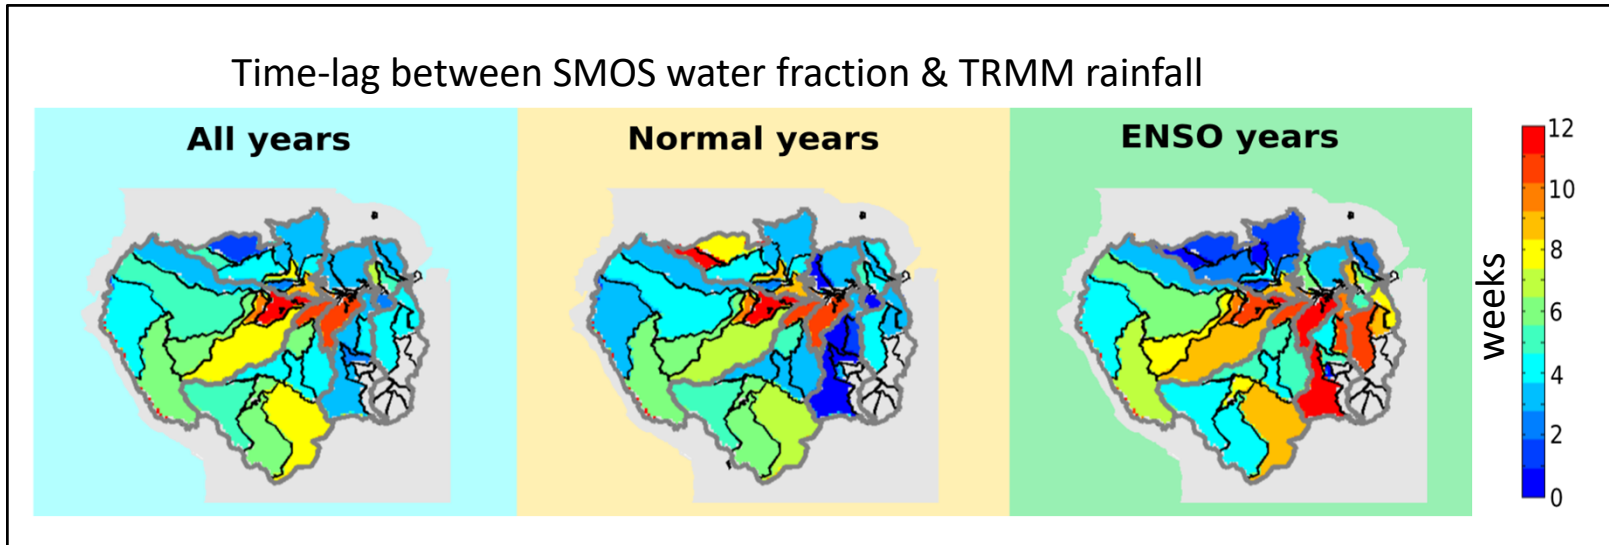 Time-lag between SMOS water fraction & TRMM rainfall
All years
Normal years
ENSO years
12
10
8
6
4
2
0
weeks